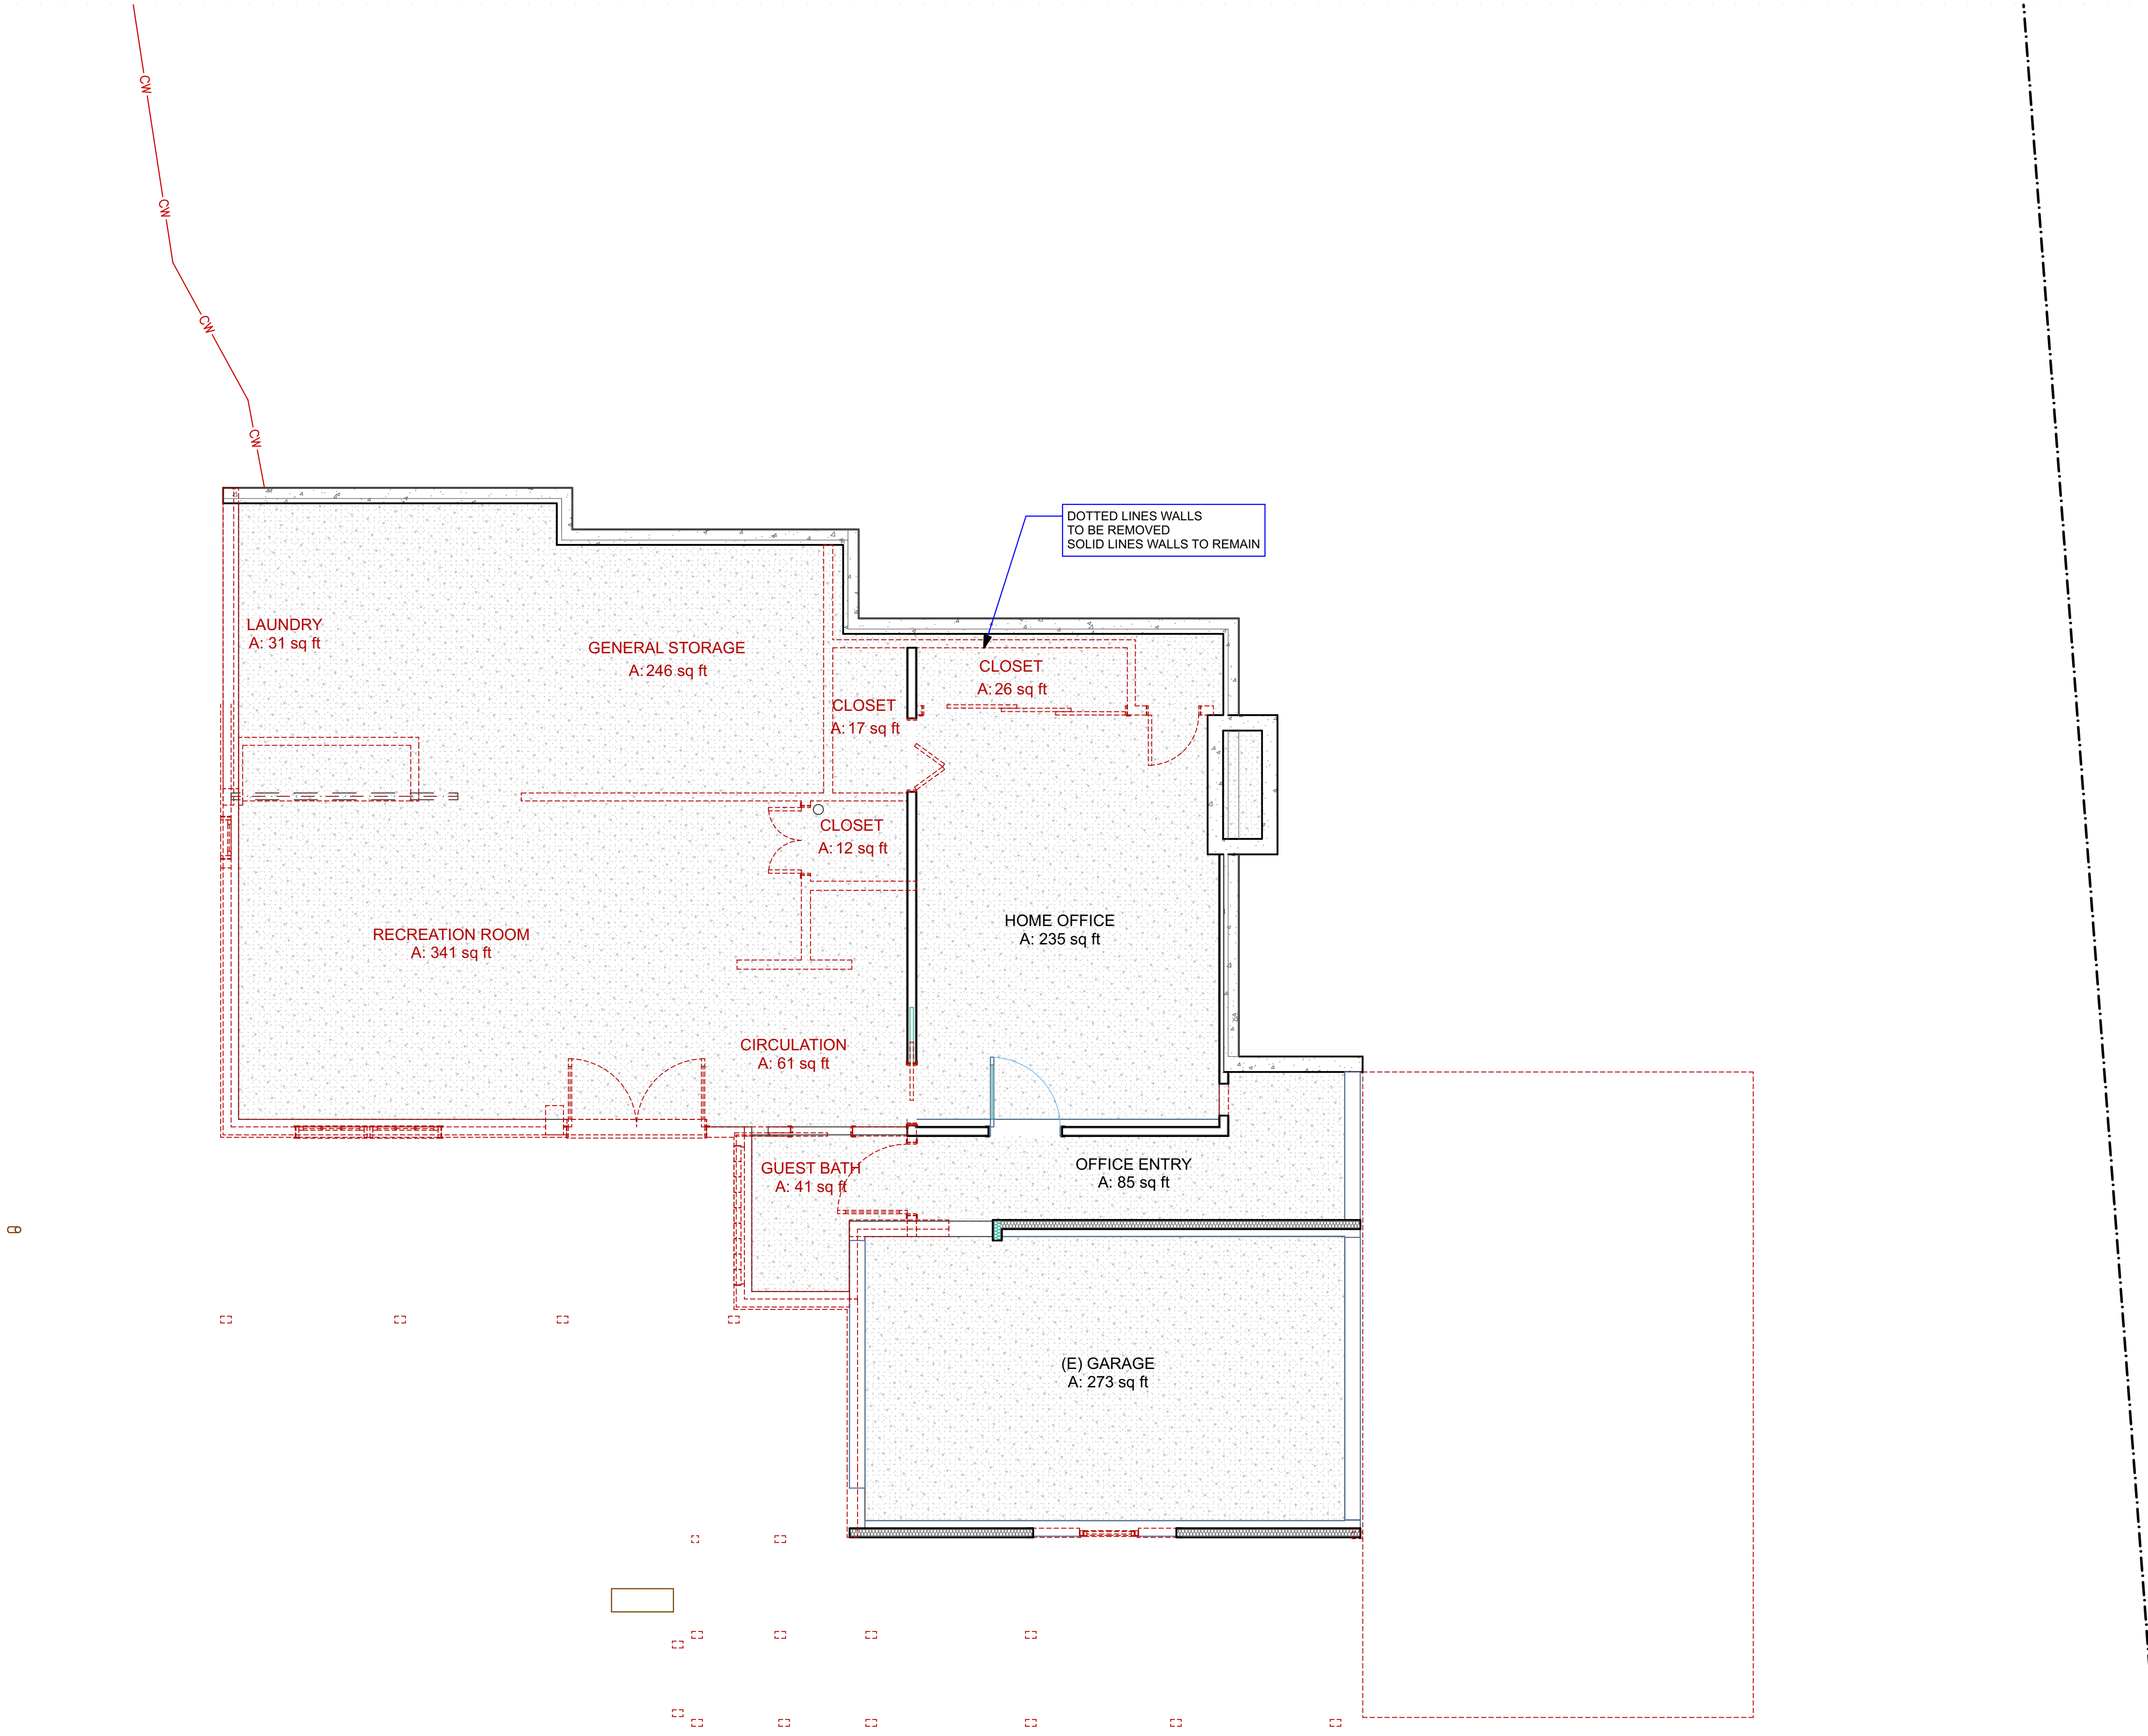 CW
CW
CW
CW
DOTTED LINES WALLS
TO BE REMOVED
SOLID LINES WALLS TO REMAIN
LAUNDRY
A: 31 sq ft
GENERAL STORAGE
A: 246 sq ft
CLOSET
A: 26 sq ft
CLOSET
A: 17 sq ft
CLOSET
A: 12 sq ft
HOME OFFICE
A: 235 sq ft
RECREATION ROOM
A: 341 sq ft
CIRCULATION
A: 61 sq ft
GUEST BATH
A: 41 sq ft
OFFICE ENTRY
A: 85 sq ft
(E) GARAGE
A: 273 sq ft